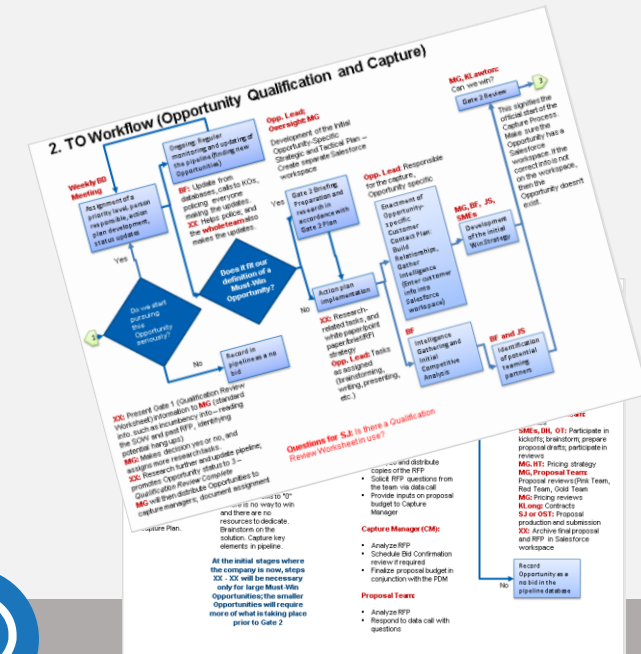 2. TO Workflow (Opportunity Qualification and Capture)
Weekly BD
Meeting
Assignment of a
priority level, person
responsible, action
plan development,
status updates
Yes
Do we start
pursuing
this
Opportunity
seriously?
1
No
Record in
pipeline as a no
bid
Ongoing: Regular
monitoring and updating of
the pipeline (finding new
Opportunities)
BF: Update from
databases, calls to KOs,
policing everyone
making the updates.
XX: Helps police, and
the whole team also
makes the updates.
Does it fit our
definition of a
Must-Win
Opportunity?
Yes
No
Opp. Lead;
Oversight: MG
Development of the Initial
Opportunity-Specific
Strategic and Tactical Plan –
Create separate Salesforce
workspace
Gate 2 Briefing
Preparation and
research in
accordance with
Gate 2 Plan
Action plan
implementation
XX: Research-
related tasks, and
white paper/point
paper/brief/RFI
strategy
Opp. Lead: Tasks
as assigned
(brainstorming,
writing, presenting,
etc.)
Opp. Lead: Responsible
for the capture,
Opportunity specific
Enactment of
Opportunity-
specific
Customer
Contact Plan:
Build
Relationships,
Gather
Intelligence
(Enter customer
info into
Salesforce
workspace)
BF
Intelligence
Gathering and
Initial
Competitive
Analysis
MG, BF, JS,
SMEs
Development
of the initial
Win Strategy
BF and JS
Identification
of potential
teaming
partners
MG, KLawton:
Can we win?
Gate 2 Review
This signifies the
official start of the
Capture Process.
Make sure the
Opportunity has a
Salesforce
workspace. If the
correct info is not
on the workspace,
then the
Opportunity doesn't
exist.
XX: Present Gate 1 (Qualification Review
Worksheet) information to MG (standard
info, such as incumbency info – reading
the SOW and past RFP, identifying
potential hang ups)
MG: Makes decision yes or no, and
assigns more research tasks.
XX: Research further and update pipeline;
promotes Opportunity status to 3 –
Qualification Review Complete
MG will then distribute Opportunities to
capture managers, document assignment
Questions for SJ: Is there a Qualification
Review Worksheet in use?
Capture Plan.
to "0"
there is no way to win
and there are no
resources to dedicate.
Brainstorm on the
solution. Capture key
elements in pipeline.
At the initial stages where
the company is now, steps
XX - XX will be necessary
only for large Must-Win
Opportunities; the smaller
Opportunities will require
more of what is taking place
prior to Gate 2
and distribute
copies of the RFP
• Solicit RFP questions from
the team via data call
• Provide inputs on proposal
budget to Capture
Manager
Capture Manager (CM):
• Analyze RFP
• Schedule Bid Confirmation
review if required
• Finalize proposal budget in
conjunction with the PDM
Proposal Team:
• Analyze RFP
• Respond to data call with
questions
SMEs, DH, OT: Participate in
kickoffs; brainstorm; prepare
proposal drafts; participate in
reviews
MG, HT: Pricing strategy
MG, Proposal Team:
Proposal reviews (Pink Team,
Red Team, Gold Team
MG: Pricing reviews
KLong: Contracts
SJ or OST: Proposal
production and submission
XX: Archive final proposal
and RFP in Salesforce
workspace
No
Record
Opportunity as a
no bid in the
pipeline database